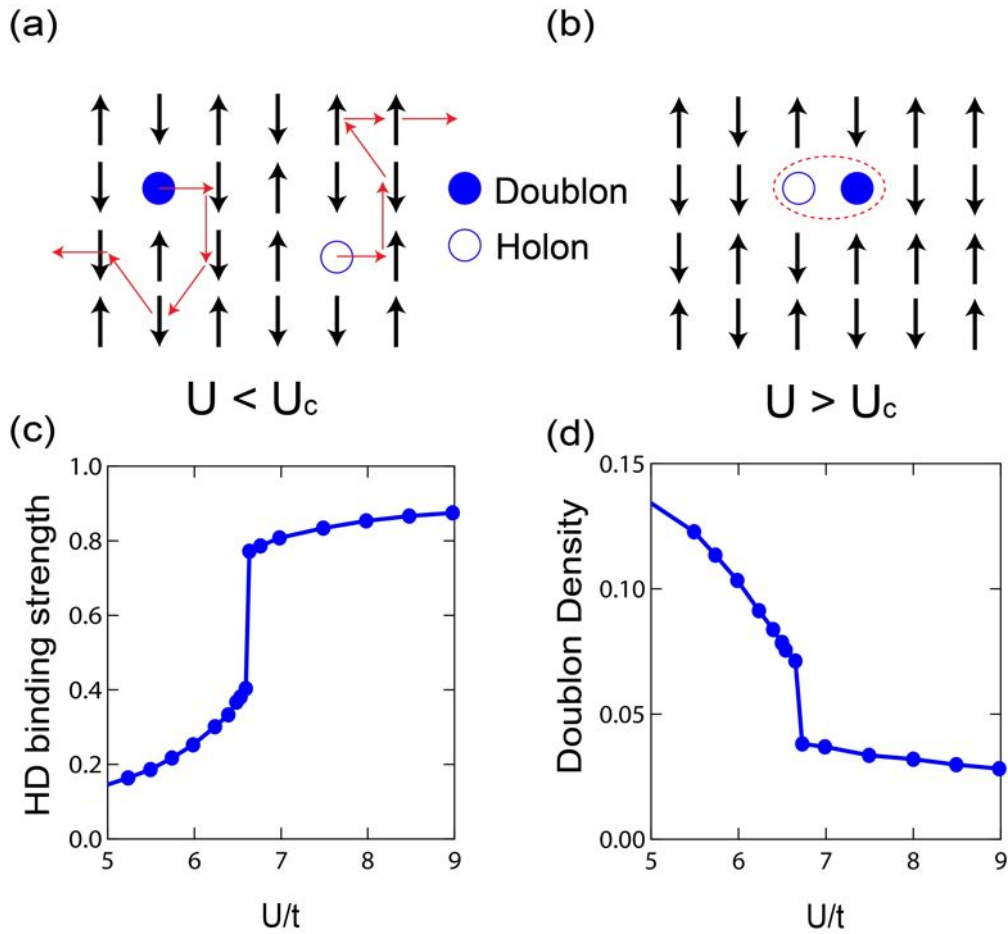 (a)
(b)
Doublon
Holon
U < Uc
U > Uc
(c)
(d)
HD binding strength
1.0
0.8
0.6
0.4
0.2
0.0
5 6 7 8 9
U/t
Doublon Density
0.15
0.10
0.05
0.00
5 6 7 8 9
U/t